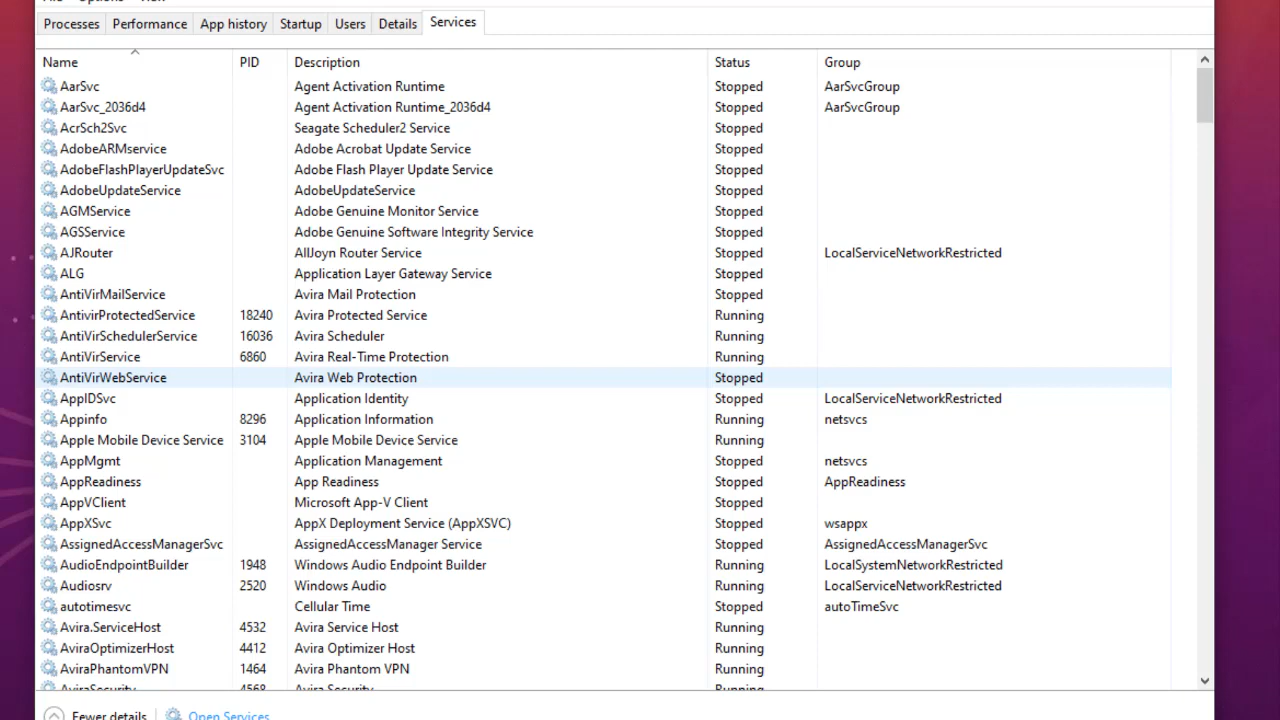 File Options View
Processes Performance App history Startup Users Details Services
Name PID Description Status Group
AarSvc Agent Activation Runtime Stopped AarSvcGroup
AarSvc_2036d4 Agent Activation Runtime_2036d4 Stopped AarSvcGroup
AcrSch2Svc Seagate Scheduler2 Service Stopped
AdobeARMservice Adobe Acrobat Update Service Stopped
AdobeFlashPlayerUpdateSvc Adobe Flash Player Update Service Stopped
AdobeUpdateService AdobeUpdateService Stopped
AGMService Adobe Genuine Monitor Service Stopped
AGSService Adobe Genuine Software Integrity Service Stopped
AJRouter AllJoyn Router Service Stopped LocalServiceNetworkRestricted
ALG Application Layer Gateway Service Stopped
AntiVirMailService Avira Mail Protection Stopped
AntivirProtectedService 18240 Avira Protected Service Running
AntiVirSchedulerService 16036 Avira Scheduler Running
AntiVirService 6860 Avira Real-Time Protection Running
AntiVirWebService Avira Web Protection Stopped
AppIDSvc Application Identity Stopped LocalServiceNetworkRestricted
Appinfo 8296 Application Information Running netsvcs
Apple Mobile Device Service 3104 Apple Mobile Device Service Running
AppMgmt Application Management Stopped netsvcs
AppReadiness App Readiness Stopped AppReadiness
AppVClient Microsoft App-V Client Stopped
AppXSvc AppX Deployment Service (AppXSVC) Stopped wsappx
AssignedAccessManagerSvc AssignedAccessManager Service Stopped AssignedAccessManagerSvc
AudioEndpointBuilder 1948 Windows Audio Endpoint Builder Running LocalSystemNetworkRestricted
Audiosrv 2520 Windows Audio Running LocalServiceNetworkRestricted
autotimesvc Cellular Time Stopped autoTimeSvc
Avira.ServiceHost 4532 Avira Service Host Running
AviraOptimizerHost 4412 Avira Optimizer Host Running
AviraPhantomVPN 1464 Avira Phantom VPN Running
AviraSecurity 4568 Avira Security Running
Fewer details Open Services